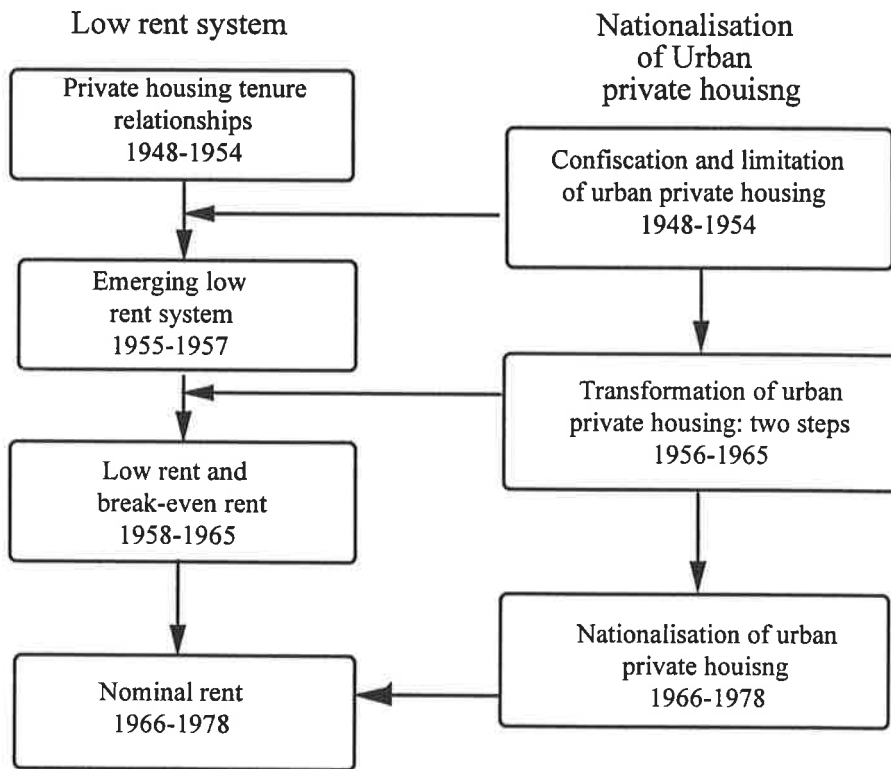 Low rent system
Private housing tenure
relationships
1948-1954
Emerging low
rent system
1955-1957
Low rent and
break-even rent
1958-1965
Nominal rent
1966-1978
Nationalisation
of Urban
private houisng
Confiscation and limitation
of urban private housing
1948-1954
Transformation of urban
private housing: two steps
1956-1965
Nationalisation of urban
private houisng
1966-1978